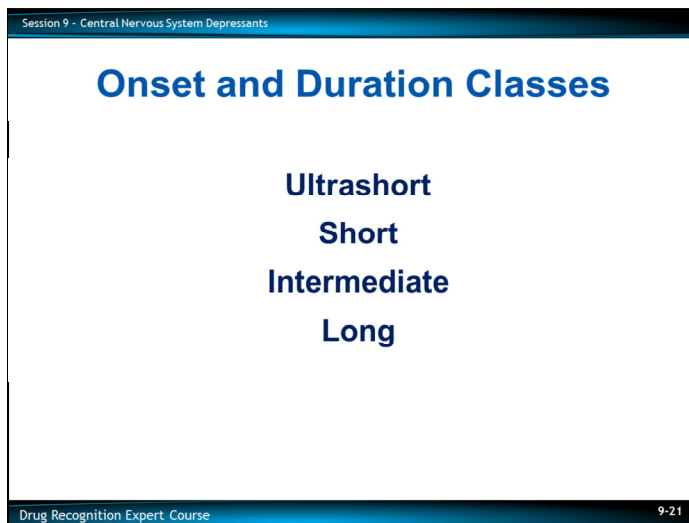 Session 9 - Central Nervous System Depressants
Onset and Duration Classes
Ultrashort
Short
Intermediate
Long
Drug Recognition Expert Course
9-21